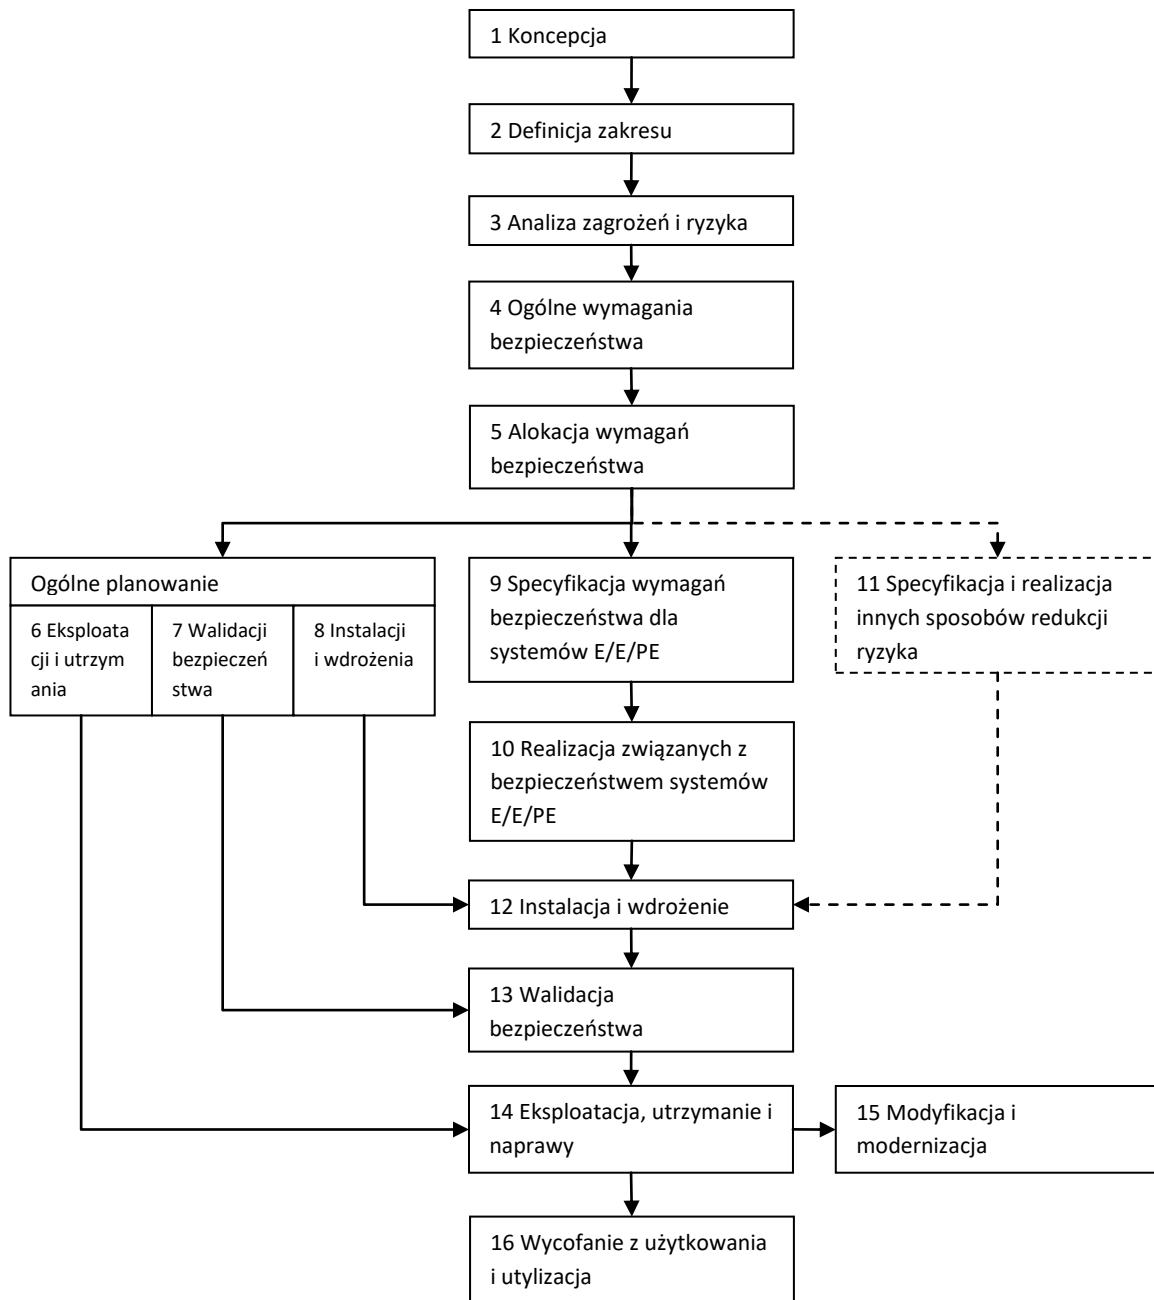 1 Koncepcja
2 Definicja zakresu
3 Analiza zagrożeń i ryzyka
4 Ogólne wymagania
bezpieczeństwa
5 Alokacja wymagań
bezpieczeństwa
Ogólne planowanie
6 Eksploata
cji i utrzym
ania
7 Walidacji
bezpieczeń
stwa
8 Instalacji
i wdrożenia
9 Specyfikacja wymagań
bezpieczeństwa dla
systemów E/E/PE
11 Specyfikacja i realizacja
innych sposobów redukcji
ryzyka
10 Realizacja związanych z
bezpieczeństwem systemów
E/E/PE
12 Instalacja i wdrożenie
13 Walidacja
bezpieczeństwa
14 Eksploatacja, utrzymanie i
naprawy
15 Modyfikacja i
modernizacja
16 Wycofanie z użytkowania
i utylizacja